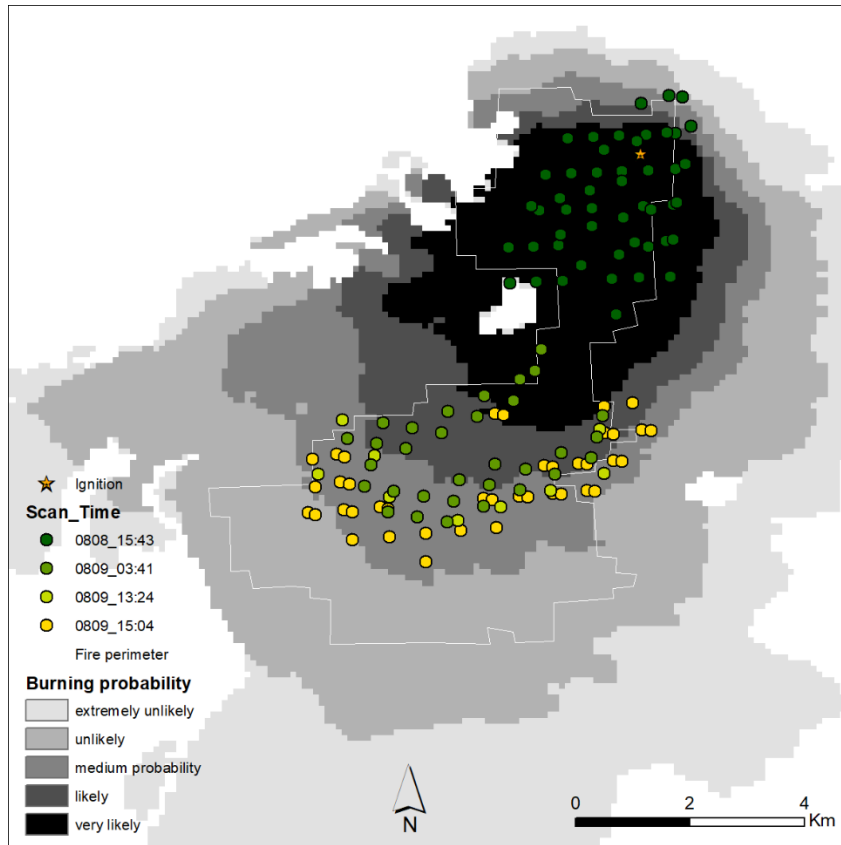 Ignition
Scan_Time
0808_15:43
0809_03:41
0809_13:24
0809_15:04
Fire perimeter
Burning probability
extremely unlikely
unlikely
medium probability
likely
very likely
N
0 2 4
Km